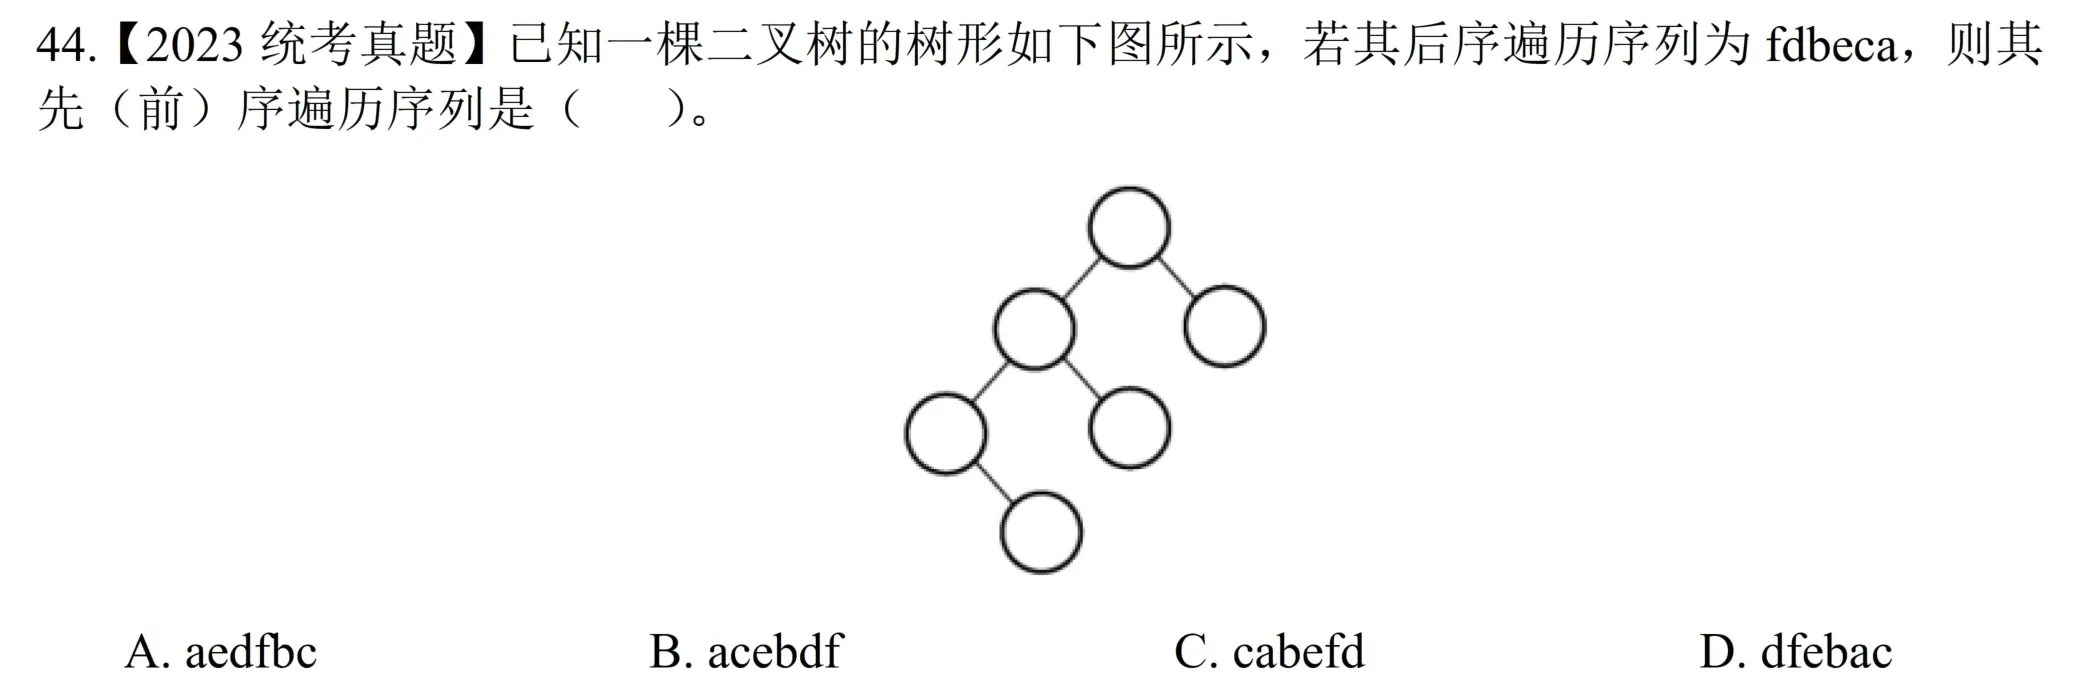 44.【2023 统考真题】已知一棵二叉树的树形如下图所示，若其后序遍历序列为 fdbeca，则其
先（前）序遍历序列是（　　）。
A. aedfbc B. acebdf C. cabefd D. dfebac